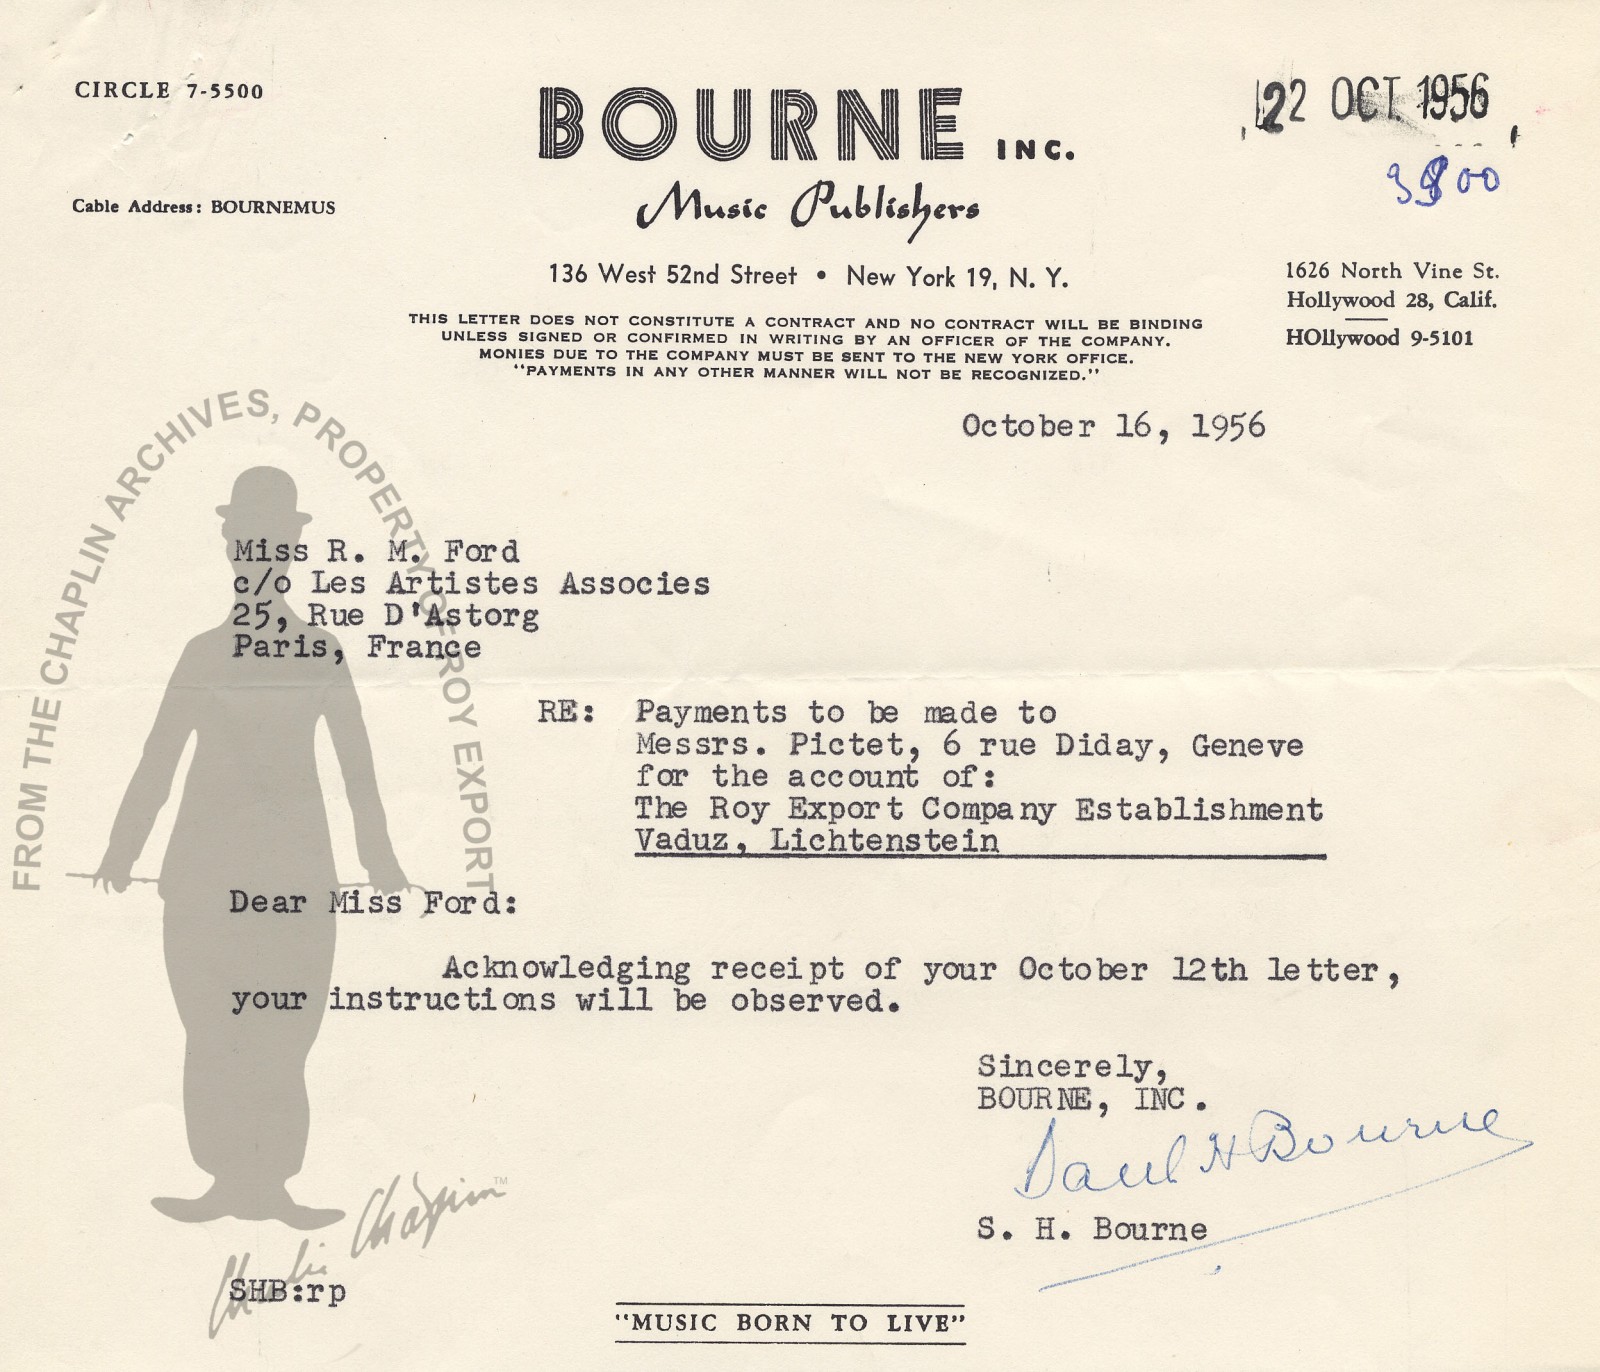 CIRCLE 7-5500
Cable Address: BOURNEMUS
BOURNE INC.
Music Publishers
136 West 52nd Street • New York 19, N. Y.
THIS LETTER DOES NOT CONSTITUTE A CONTRACT AND NO CONTRACT WILL BE BINDING
UNLESS SIGNED OR CONFIRMED IN WRITING BY AN OFFICER OF THE COMPANY.
MONIES DUE TO THE COMPANY MUST BE SENT TO THE NEW YORK OFFICE.
"PAYMENTS IN ANY OTHER MANNER WILL NOT BE RECOGNIZED."
22 OCT. 1956
1626 North Vine St.
Hollywood 28, Calif.
HOllywood 9-5101
October 16, 1956
FROM THE CHAPLIN ARCHIVES, PROPERTY OF ROY EXPORT
Miss R. M. Ford
c/o Les Artistes Associes
25, Rue D'Astorg
Paris, France
RE: Payments to be made to
Messrs. Pictet, 6 rue Diday, Geneve
for the account of:
The Roy Export Company Establishment
Vaduz, Lichtenstein
Dear Miss Ford:
Acknowledging receipt of your October 12th letter,
your instructions will be observed.
Sincerely,
BOURNE, INC.
Saul H Bourne
S. H. Bourne
Charlie Chaplin™
SHB:rp
"MUSIC BORN TO LIVE"